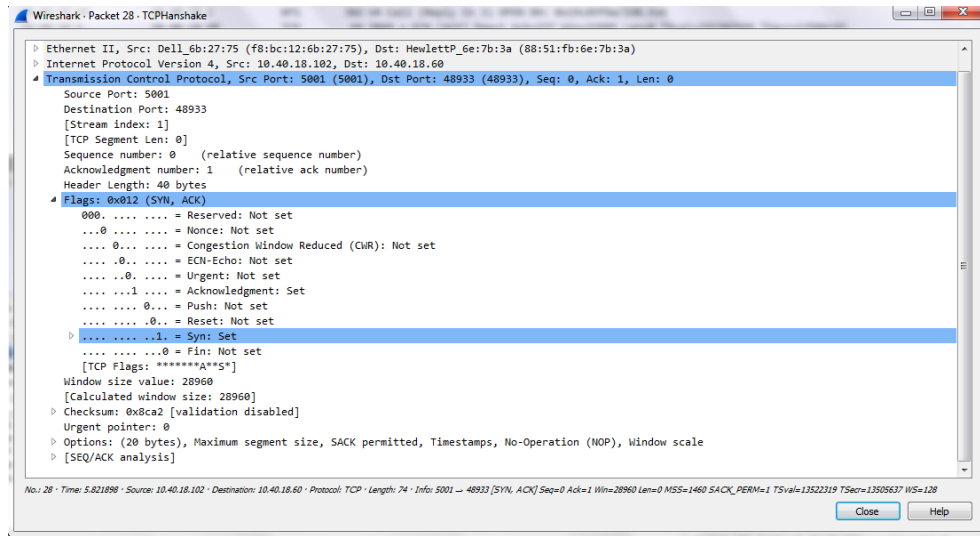 Wireshark · Packet 28 · TCPHanshake
Ethernet II, Src: Dell_6b:27:75 (f8:bc:12:6b:27:75), Dst: HewlettP_6e:7b:3a (88:51:fb:6e:7b:3a)
Internet Protocol Version 4, Src: 10.40.18.102, Dst: 10.40.18.60
Transmission Control Protocol, Src Port: 5001 (5001), Dst Port: 48933 (48933), Seq: 0, Ack: 1, Len: 0
Source Port: 5001
Destination Port: 48933
[Stream index: 1]
[TCP Segment Len: 0]
Sequence number: 0    (relative sequence number)
Acknowledgment number: 1    (relative ack number)
Header Length: 40 bytes
Flags: 0x012 (SYN, ACK)
000. .... .... = Reserved: Not set
...0 .... .... = Nonce: Not set
.... 0... .... = Congestion Window Reduced (CWR): Not set
.... .0.. .... = ECN-Echo: Not set
.... ..0. .... = Urgent: Not set
.... ...1 .... = Acknowledgment: Set
.... .... 0... = Push: Not set
.... .... .0.. = Reset: Not set
.... .... ..1. = Syn: Set
.... .... ...0 = Fin: Not set
[TCP Flags: *******A**S*]
Window size value: 28960
[Calculated window size: 28960]
Checksum: 0x8ca2 [validation disabled]
Urgent pointer: 0
Options: (20 bytes), Maximum segment size, SACK permitted, Timestamps, No-Operation (NOP), Window scale
[SEQ/ACK analysis]
No.: 28 · Time: 5.821898 · Source: 10.40.18.102 · Destination: 10.40.18.60 · Protocol: TCP · Length: 74 · Info: 5001 → 48933 [SYN, ACK] Seq=0 Ack=1 Win=28960 Len=0 MSS=1460 SACK_PERM=1 TSval=13522319 TSecr=13505637 WS=128
Close
Help